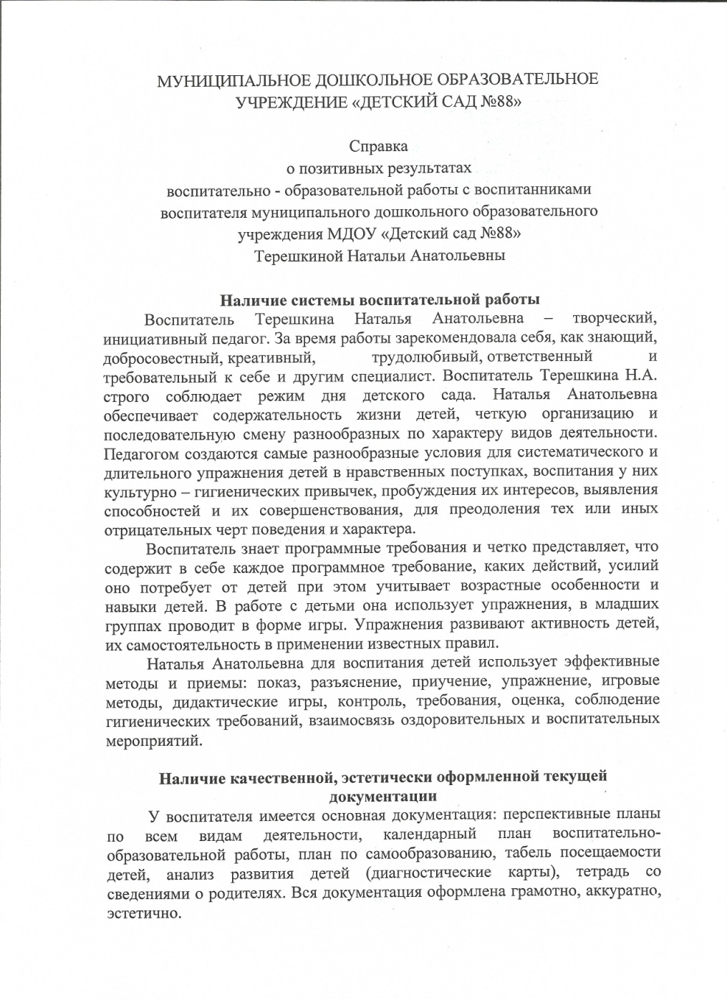 МУНИЦИПАЛЬНОЕ ДОШКОЛЬНОЕ ОБРАЗОВАТЕЛЬНОЕ
УЧРЕЖДЕНИЕ «ДЕТСКИЙ САД №88»
Справка
о позитивных результатах
воспитательно - образовательной работы с воспитанниками
воспитателя муниципального дошкольного образовательного
учреждения МДОУ «Детский сад №88»
Терешкиной Натальи Анатольевны
Наличие системы воспитательной работы
Воспитатель Терешкина Наталья Анатольевна – творческий,
инициативный педагог. За время работы зарекомендовала себя, как знающий,
добросовестный, креативный, трудолюбивый, ответственный и
требовательный к себе и другим специалист. Воспитатель Терешкина Н.А.
строго соблюдает режим дня детского сада. Наталья Анатольевна
обеспечивает содержательность жизни детей, четкую организацию и
последовательную смену разнообразных по характеру видов деятельности.
Педагогом создаются самые разнообразные условия для систематического и
длительного упражнения детей в нравственных поступках, воспитания у них
культурно – гигиенических привычек, пробуждения их интересов, выявления
способностей и их совершенствования, для преодоления тех или иных
отрицательных черт поведения и характера.
Воспитатель знает программные требования и четко представляет, что
содержит в себе каждое программное требование, каких действий, усилий
оно потребует от детей при этом учитывает возрастные особенности и
навыки детей. В работе с детьми она использует упражнения, в младших
группах проводит в форме игры. Упражнения развивают активность детей,
их самостоятельность в применении известных правил.
Наталья Анатольевна для воспитания детей использует эффективные
методы и приемы: показ, разъяснение, приучение, упражнение, игровые
методы, дидактические игры, контроль, требования, оценка, соблюдение
гигиенических требований, взаимосвязь оздоровительных и воспитательных
мероприятий.
Наличие качественной, эстетически оформленной текущей
документации
У воспитателя имеется основная документация: перспективные планы
по всем видам деятельности, календарный план воспитательно-
образовательной работы, план по самообразованию, табель посещаемости
детей, анализ развития детей (диагностические карты), тетрадь со
сведениями о родителях. Вся документация оформлена грамотно, аккуратно,
эстетично.